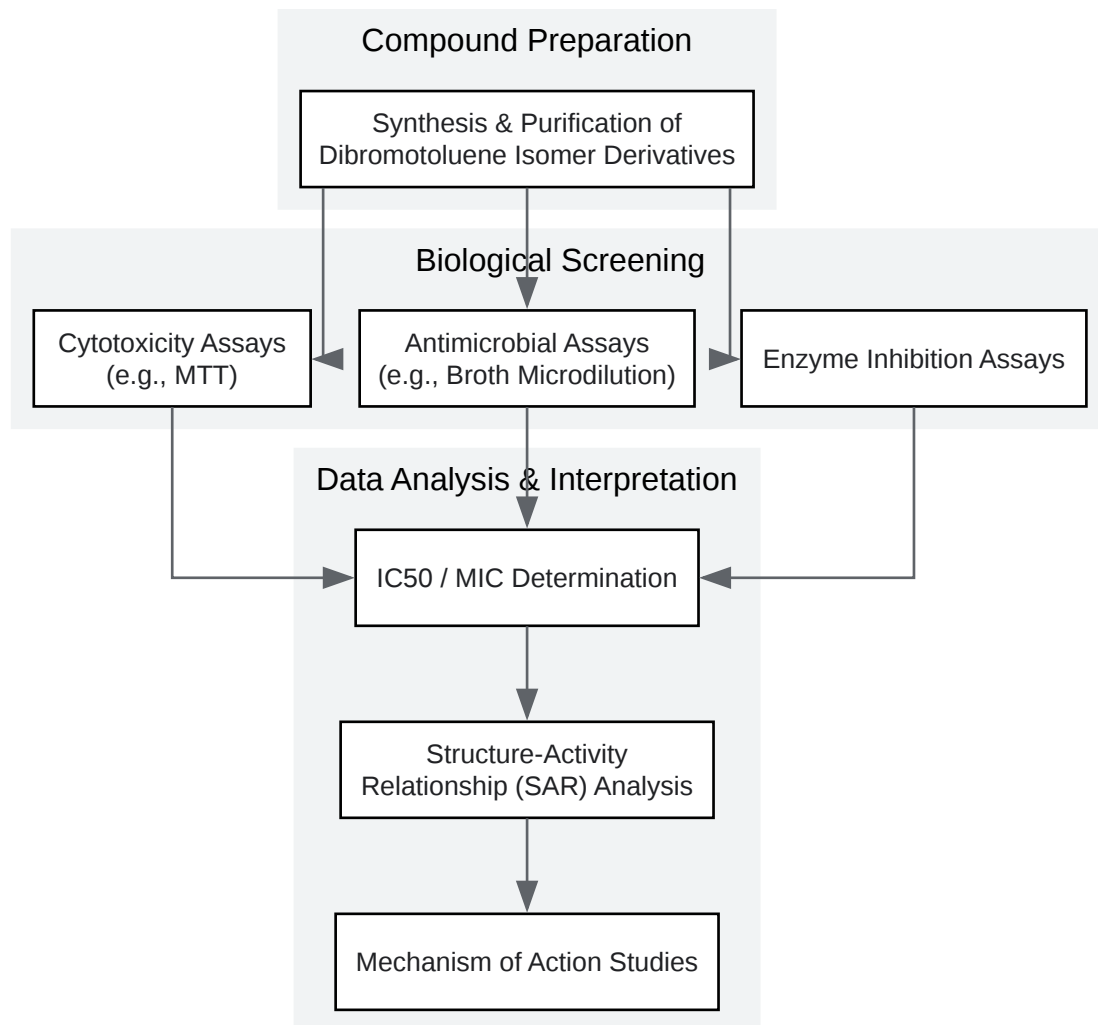 Compound Preparation
Synthesis & Purification of
Dibromotoluene Isomer Derivatives
Biological Screening
Cytotoxicity Assays
(e.g., MTT)
Antimicrobial Assays
(e.g., Broth Microdilution)
Enzyme Inhibition Assays
Data Analysis & Interpretation
IC50 / MIC Determination
Structure-Activity
Relationship (SAR) Analysis
Mechanism of Action Studies